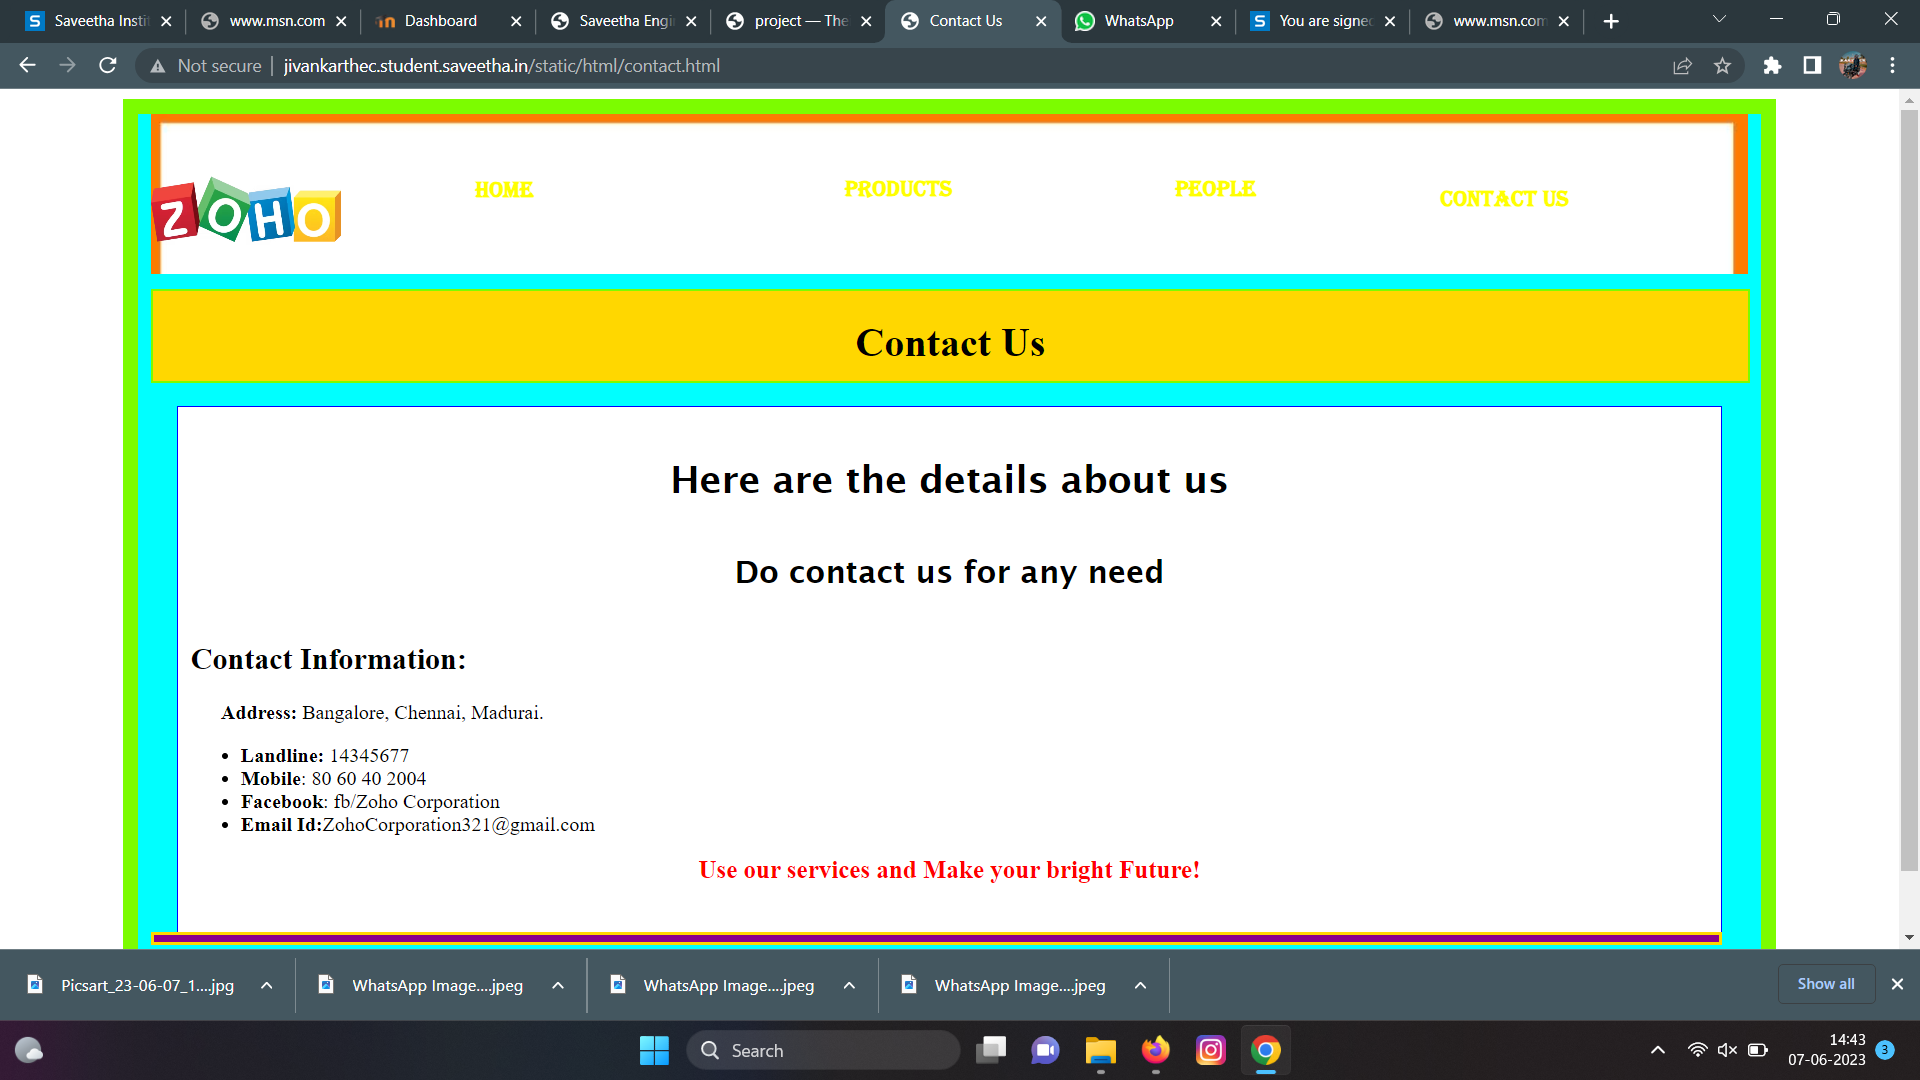 Saveetha Insti
www.msn.com
Dashboard
Saveetha Engi
project — The
Contact Us
WhatsApp
You are signed
www.msn.com
Not secure | jivankarthec.student.saveetha.in/static/html/contact.html
ZOHO
HOME
PRODUCTS
PEOPLE
CONTACT US
Contact Us
Here are the details about us
Do contact us for any need
Contact Information:
Address: Bangalore, Chennai, Madurai.
• Landline: 14345677
• Mobile: 80 60 40 2004
• Facebook: fb/Zoho Corporation
• Email Id:ZohoCorporation321@gmail.com
Use our services and Make your bright Future!
Picsart_23-06-07_1....jpg
WhatsApp Image....jpeg
WhatsApp Image....jpeg
WhatsApp Image....jpeg
Show all
Search
14:43
07-06-2023
3